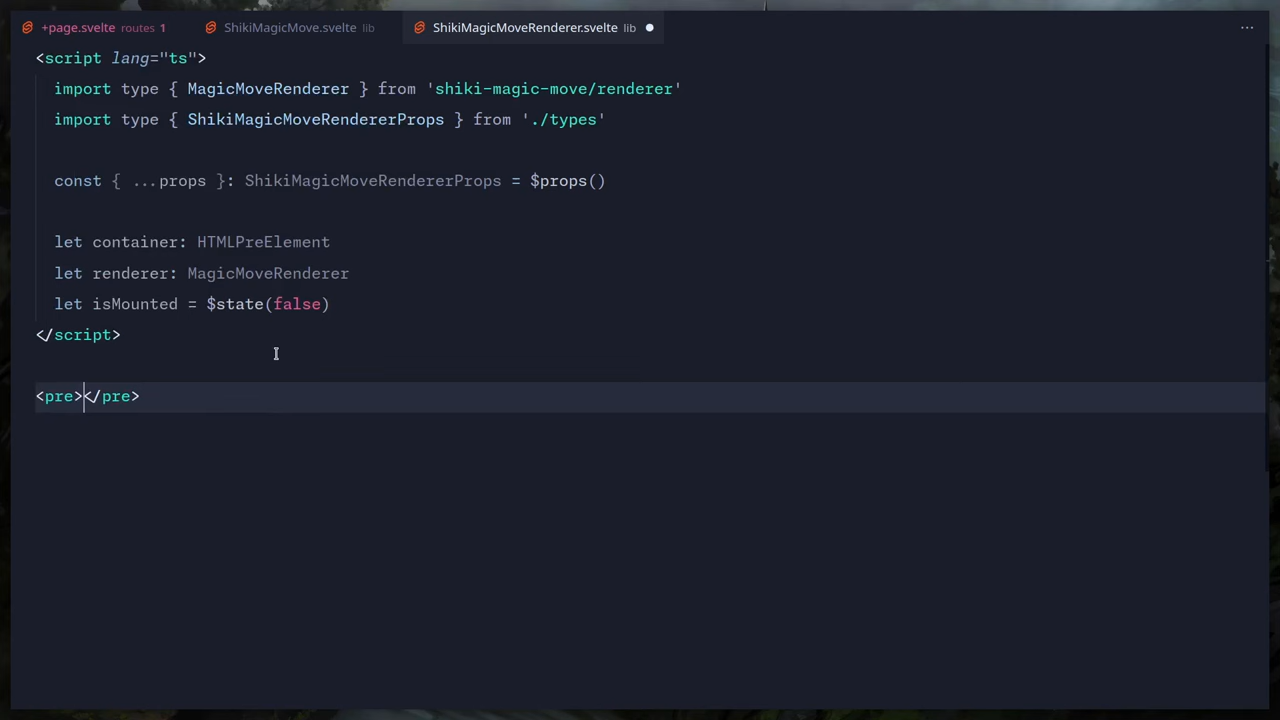 +page.svelte routes 1
ShikiMagicMove.svelte lib
ShikiMagicMoveRenderer.svelte lib
<script lang="ts">
import type { MagicMoveRenderer } from 'shiki-magic-move/renderer'
import type { ShikiMagicMoveRendererProps } from './types'
const { ...props }: ShikiMagicMoveRendererProps = $props()
let container: HTMLPreElement
let renderer: MagicMoveRenderer
let isMounted = $state(false)
</script>
<pre></pre>